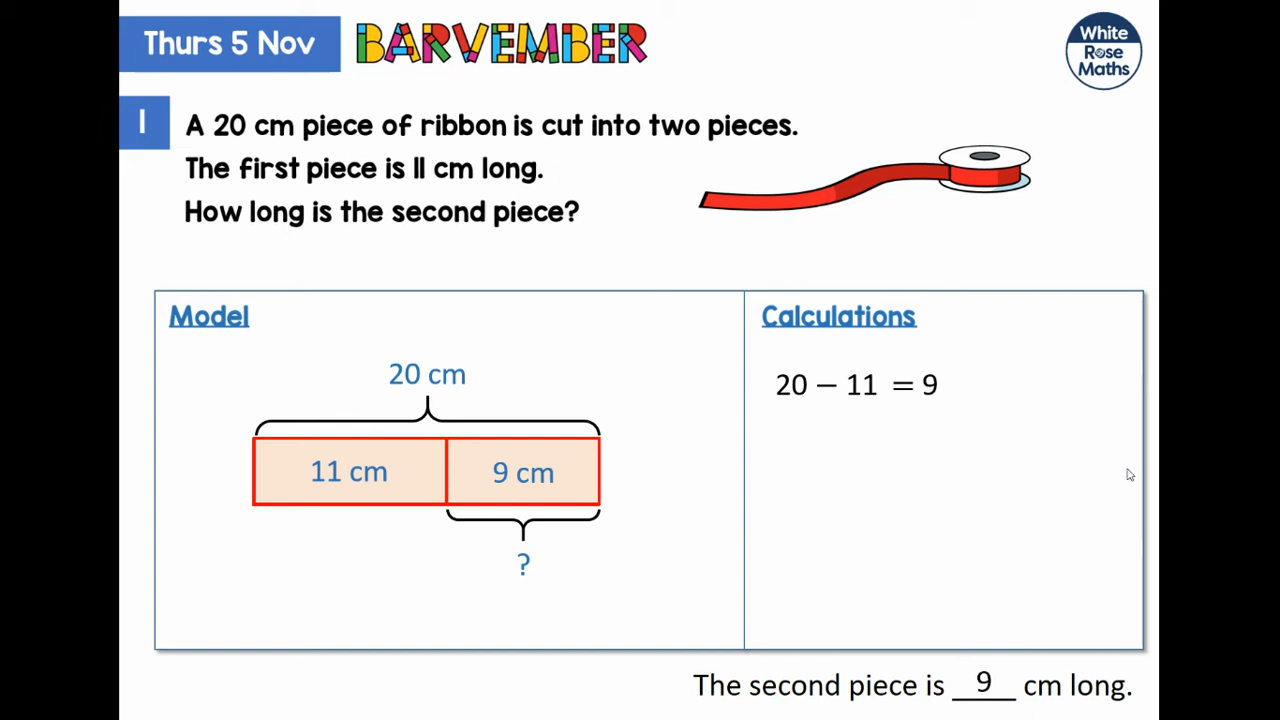 Thurs 5 Nov
BARVEMBER
White
Rose
Maths
1
A 20 cm piece of ribbon is cut into two pieces.
The first piece is 11 cm long.
How long is the second piece?
Model
Calculations
20 cm
20 − 11 = 9
11 cm
9 cm
?
The second piece is 9 cm long.